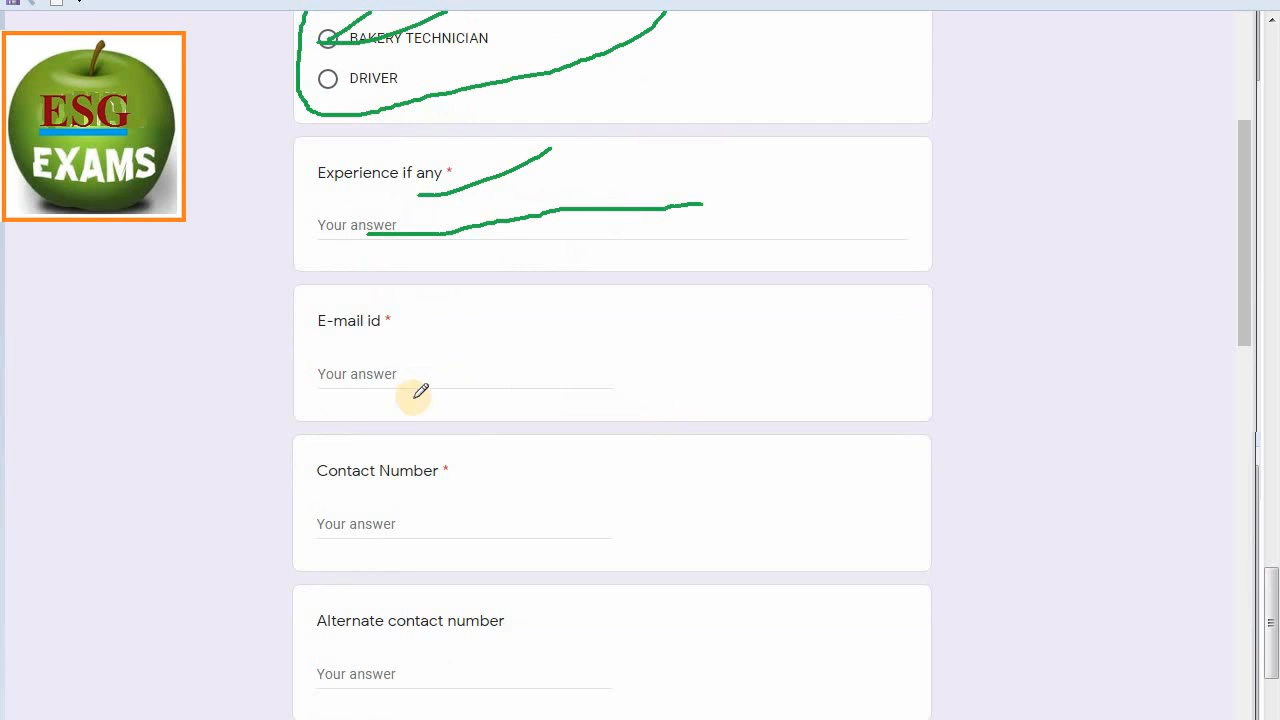 BAKERY TECHNICIAN
DRIVER
ESG
EXAMS
Experience if any *
Your answer
E-mail id *
Your answer
Contact Number *
Your answer
Alternate contact number
Your answer